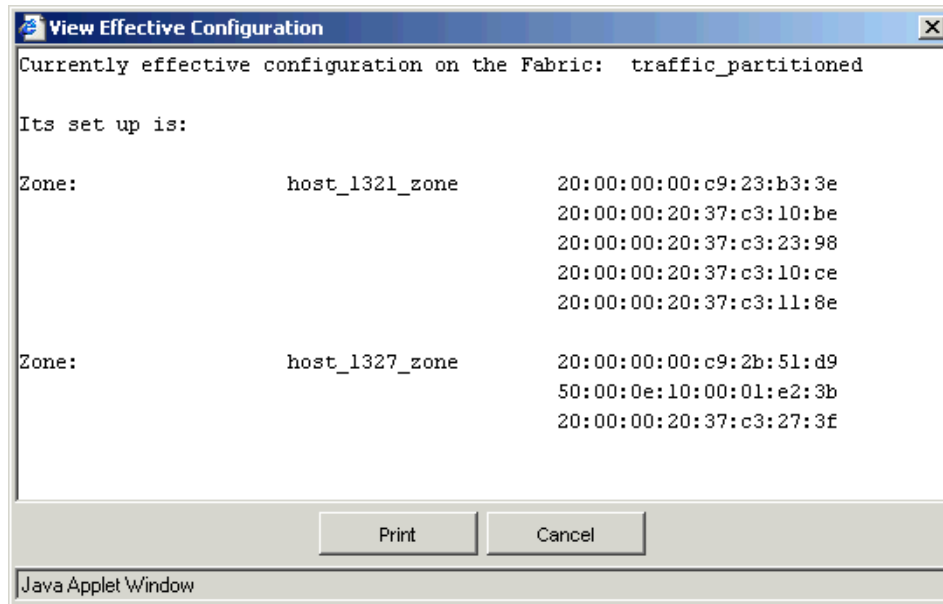 View Effective Configuration
Currently effective configuration on the Fabric: traffic_partitioned
Its set up is:
Zone: host_1321_zone 20:00:00:00:c9:23:b3:3e
20:00:00:20:37:c3:10:be
20:00:00:20:37:c3:23:98
20:00:00:20:37:c3:10:ce
20:00:00:20:37:c3:11:8e
Zone: host_1327_zone 20:00:00:00:c9:2b:51:d9
50:00:0e:10:00:01:e2:3b
20:00:00:20:37:c3:27:3f
Print Cancel
Java Applet Window